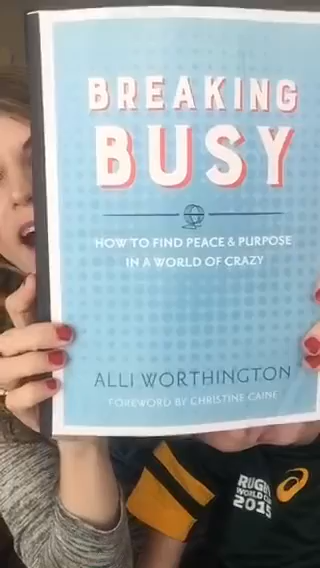 BREAKING
BUSY
HOW TO FIND PEACE & PURPOSE
IN A WORLD OF CRAZY
ALLI WORTHINGTON
FOREWORD BY CHRISTINE CAINE
RUGBY
WORLD CUP
2015